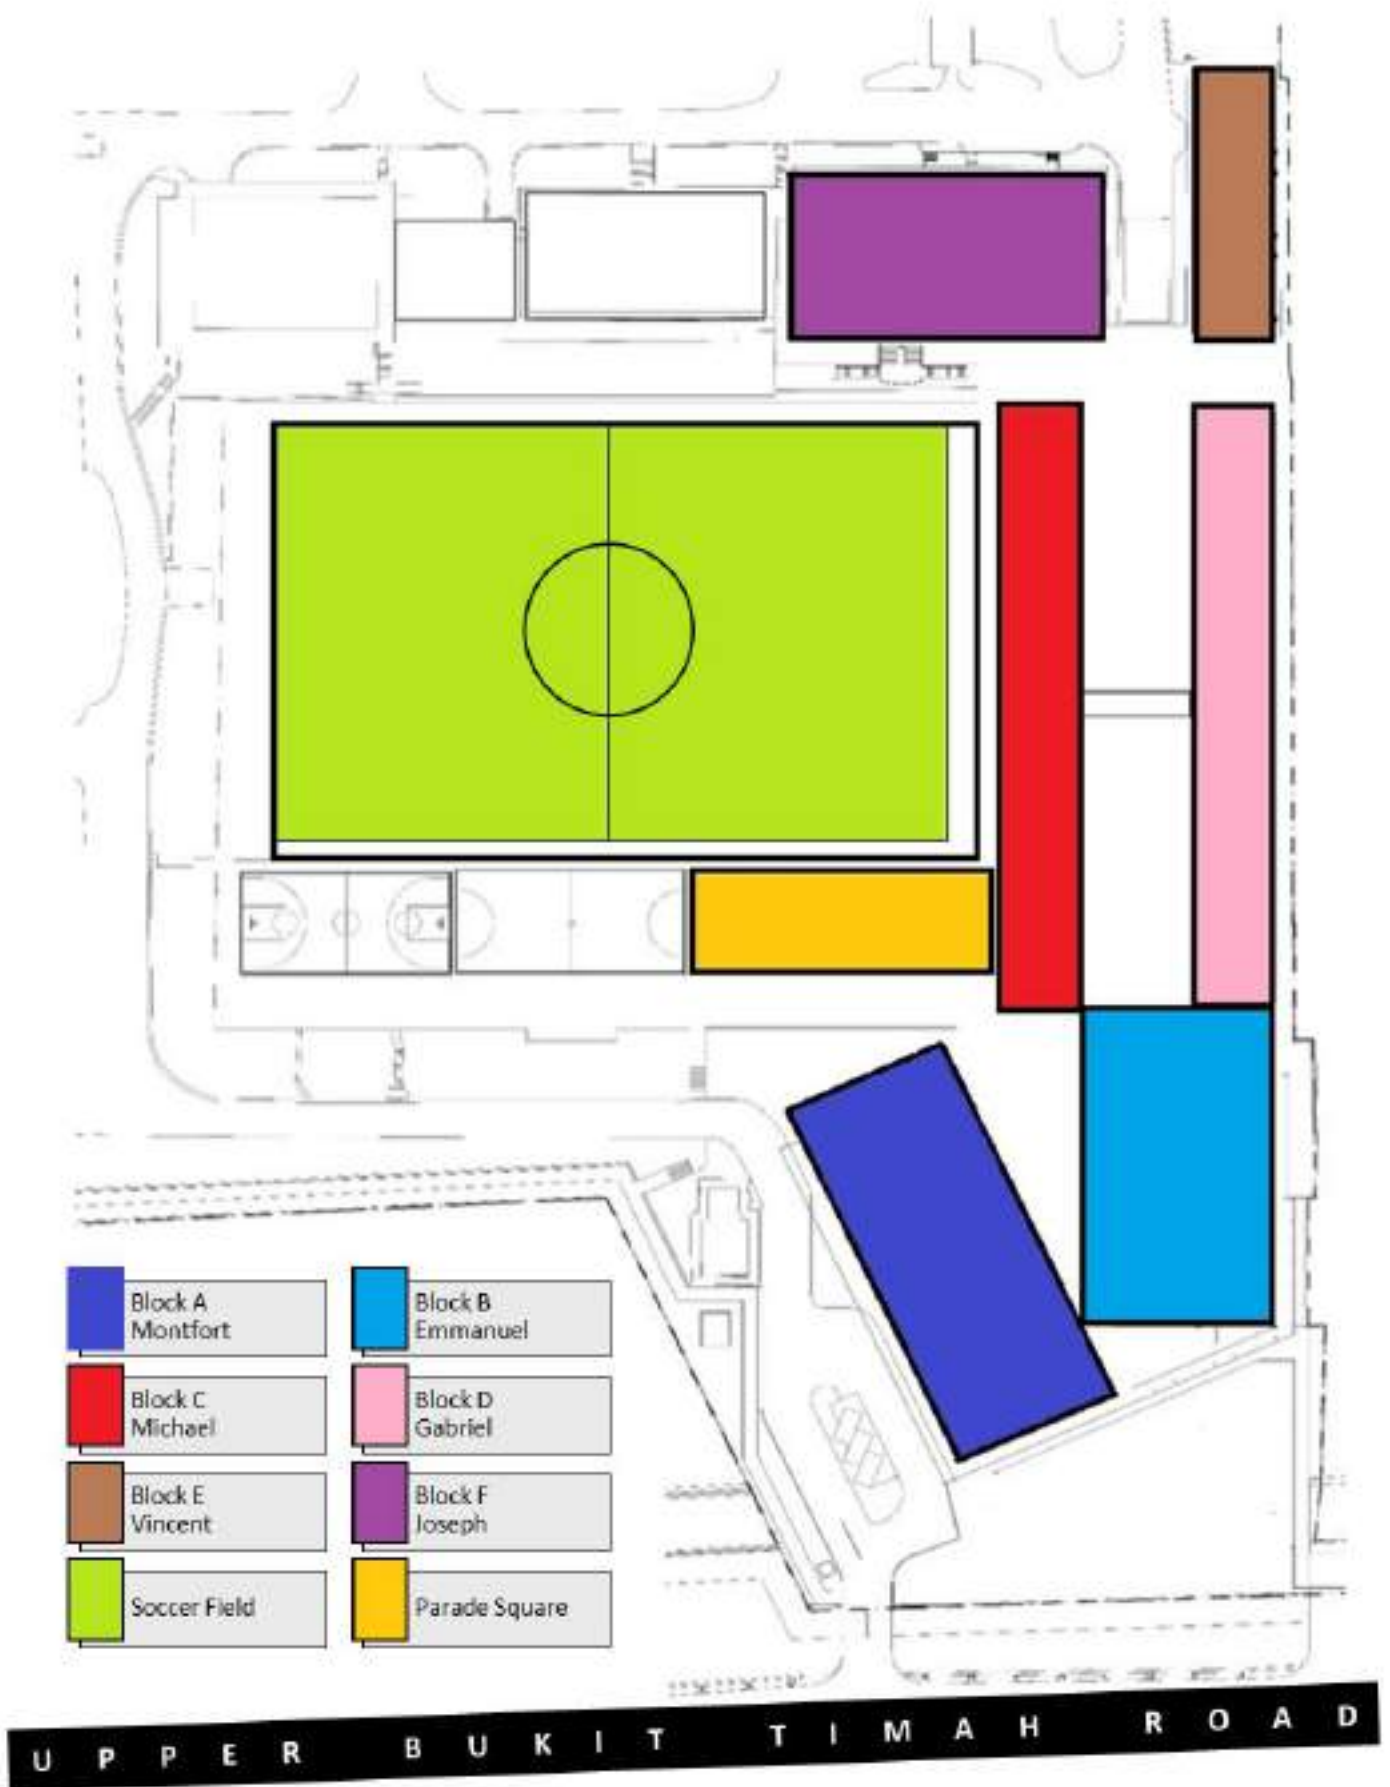 Block A
Montfort
Block B
Emmanuel
Block C
Michael
Block D
Gabriel
Block E
Vincent
Block F
Joseph
Soccer Field
Parade Square
UPPER BUKIT TIMAH ROAD